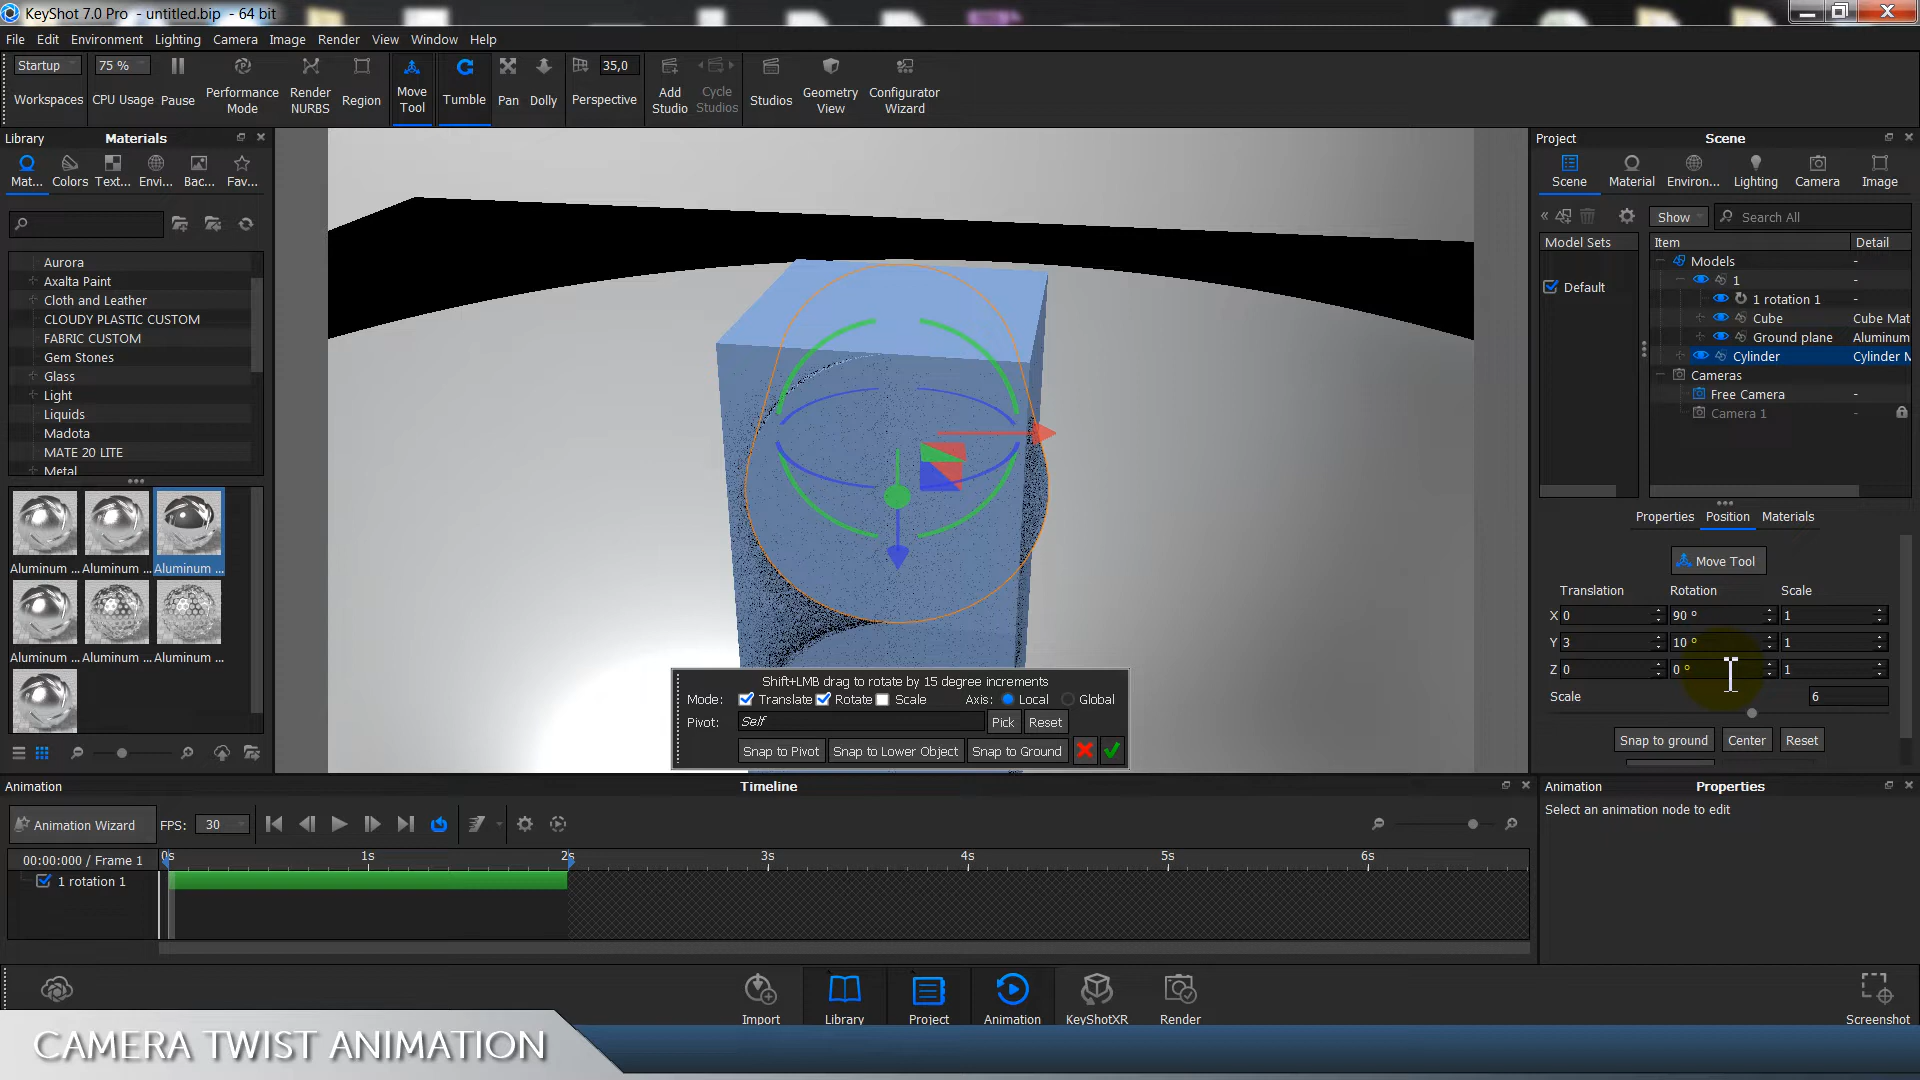 KeyShot 7.0 Pro - untitled.bip - 64 bit
File Edit Environment Lighting Camera Image Render View Window Help
Startup 75 % 35,0
Workspaces CPU Usage Pause Performance Mode Render NURBS Region Move Tool Tumble Pan Dolly Perspective Add Studio Cycle Studios Studios Geometry View Configurator Wizard
Library Materials
Mat... Colors Text... Envi... Bac... Fav...
Aurora
Axalta Paint
Cloth and Leather
CLOUDY PLASTIC CUSTOM
FABRIC CUSTOM
Gem Stones
Glass
Light
Liquids
Madota
MATE 20 LITE
Metal
Aluminum ... Aluminum ... Aluminum ...
Aluminum ... Aluminum ... Aluminum ...
Shift+LMB drag to rotate by 15 degree increments
Mode: Translate Rotate Scale Axis: Local Global
Pivot: Self Pick Reset
Snap to Pivot Snap to Lower Object Snap to Ground
Project Scene
Scene Material Environ... Lighting Camera Image
Show Search All
Model Sets
Default
Item Detail
Models -
1 -
1 rotation 1 -
Cube Cube Mat
Ground plane Aluminum
Cylinder Cylinder M
Cameras
Free Camera -
Camera 1 -
Properties Position Materials
Move Tool
Translation Rotation Scale
X 0 90 ° 1
Y 3 10 ° 1
Z 0 0 ° 1
Scale 6
Snap to ground Center Reset
Animation Timeline
Animation Wizard FPS: 30
00:00:000 / Frame 1 0s 1s 2s 3s 4s 5s 6s
1 rotation 1
Animation Properties
Select an animation node to edit
Import Library Project Animation KeyShotXR Render Screenshot
CAMERA TWIST ANIMATION